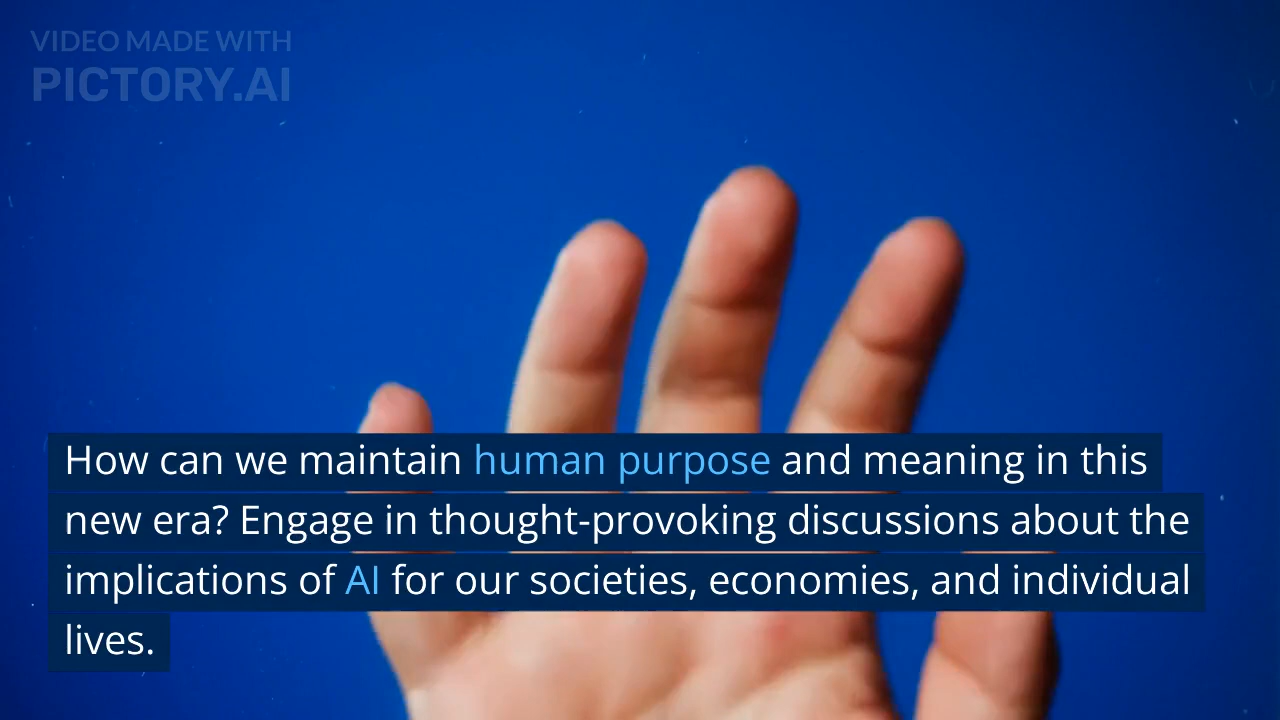 VIDEO MADE WITH
PICTORY.AI
How can we maintain human purpose and meaning in this
new era? Engage in thought-provoking discussions about the
implications of AI for our societies, economies, and individual
lives.